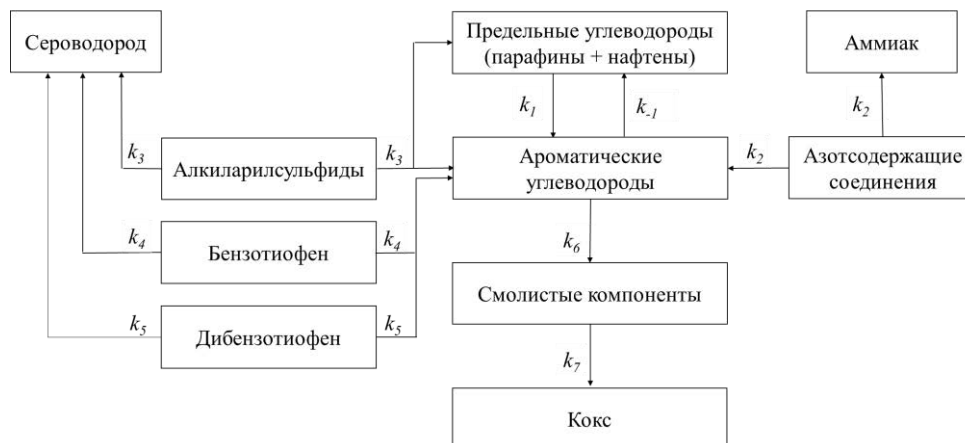 Сероводород
Предельные углеводороды
(парафины + нафтены)
Аммиак
k1
k-1
k2
k3
Алкиларилсульфиды
k3
Ароматические
углеводороды
k2
Азотсодержащие
соединения
k4
Бензотиофен
k4
k6
Смолистые компоненты
k5
Дибензотиофен
k5
k7
Кокс